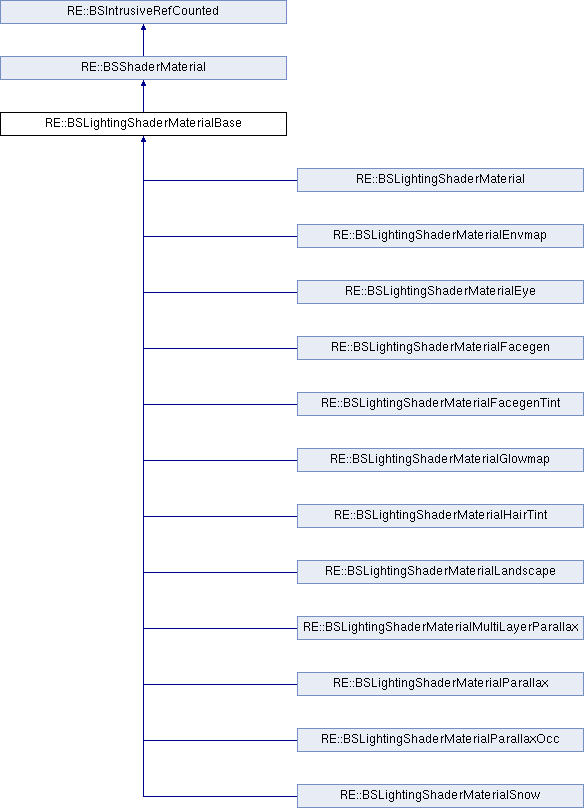 RE::BSIntrusiveRefCounted
RE::BSShaderMaterial
RE::BSLightingShaderMaterialBase
RE::BSLightingShaderMaterial
RE::BSLightingShaderMaterialEnvmap
RE::BSLightingShaderMaterialEye
RE::BSLightingShaderMaterialFacegen
RE::BSLightingShaderMaterialFacegenTint
RE::BSLightingShaderMaterialGlowmap
RE::BSLightingShaderMaterialHairTint
RE::BSLightingShaderMaterialLandscape
RE::BSLightingShaderMaterialMultiLayerParallax
RE::BSLightingShaderMaterialParallax
RE::BSLightingShaderMaterialParallaxOcc
RE::BSLightingShaderMaterialSnow